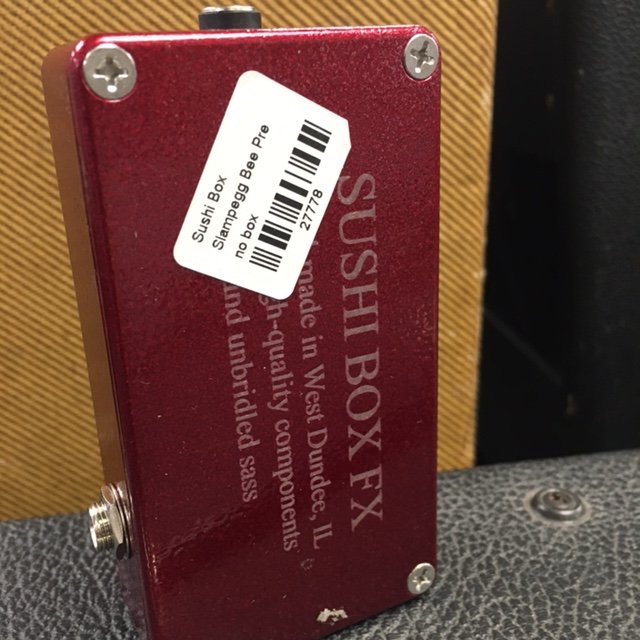 Sushi Box
Slampegg Bee Pre
no box
27778
SUSHI BOX FX
made in West Dundee, IL
quality components
unbridled sass